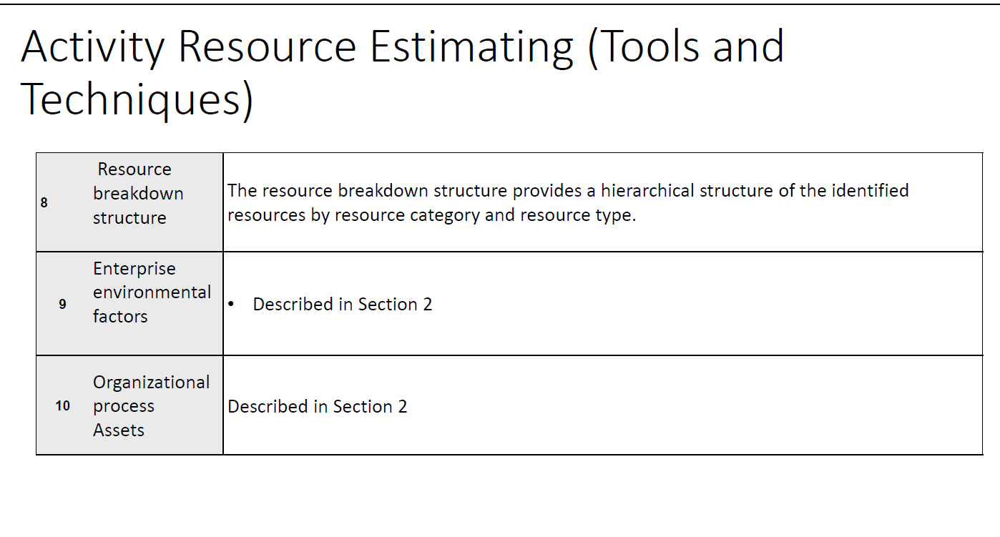 Activity Resource Estimating (Tools and
Techniques)
8
Resource
breakdown
structure
The resource breakdown structure provides a hierarchical structure of the identified
resources by resource category and resource type.
9
Enterprise
environmental
factors
• Described in Section 2
10
Organizational
process
Assets
Described in Section 2